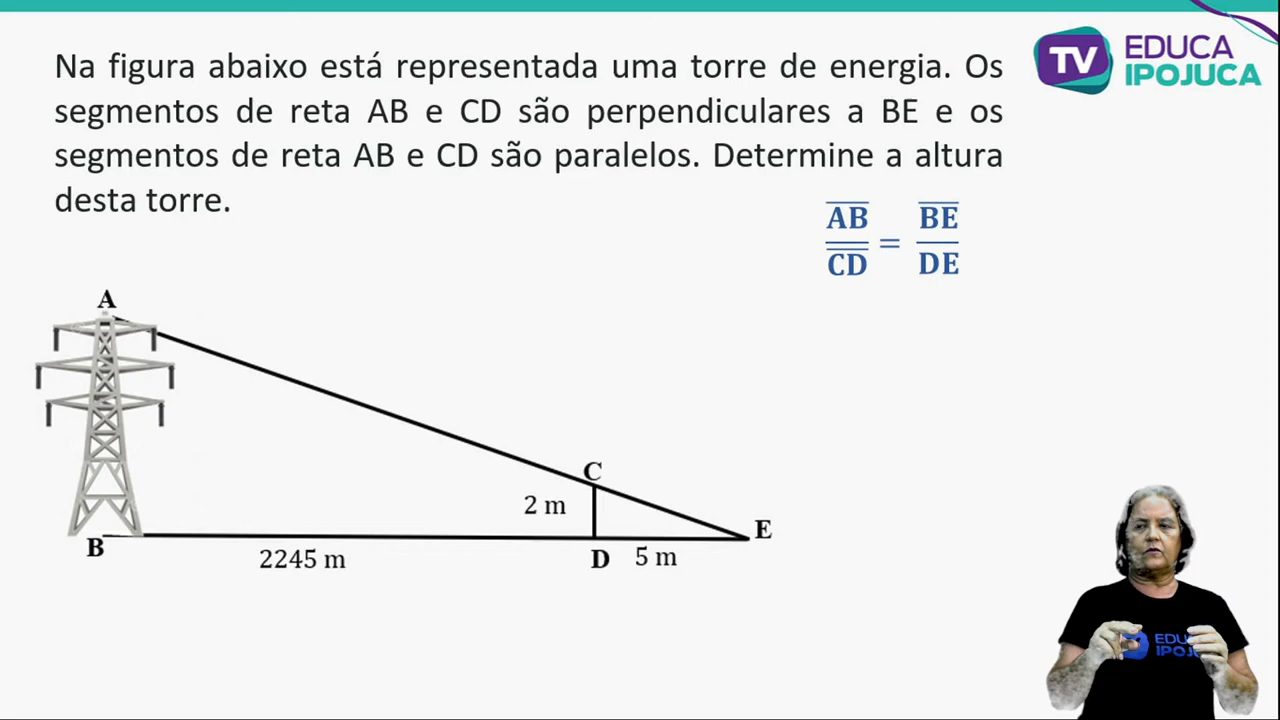 Na figura abaixo está representada uma torre de energia. Os
segmentos de reta AB e CD são perpendiculares a BE e os
segmentos de reta AB e CD são paralelos. Determine a altura
desta torre.
TV EDUCA
IPOJUCA
AB/CD = BE/DE
A
C
2 m
E
B
2245 m
D
5 m
EDU
IPOJU